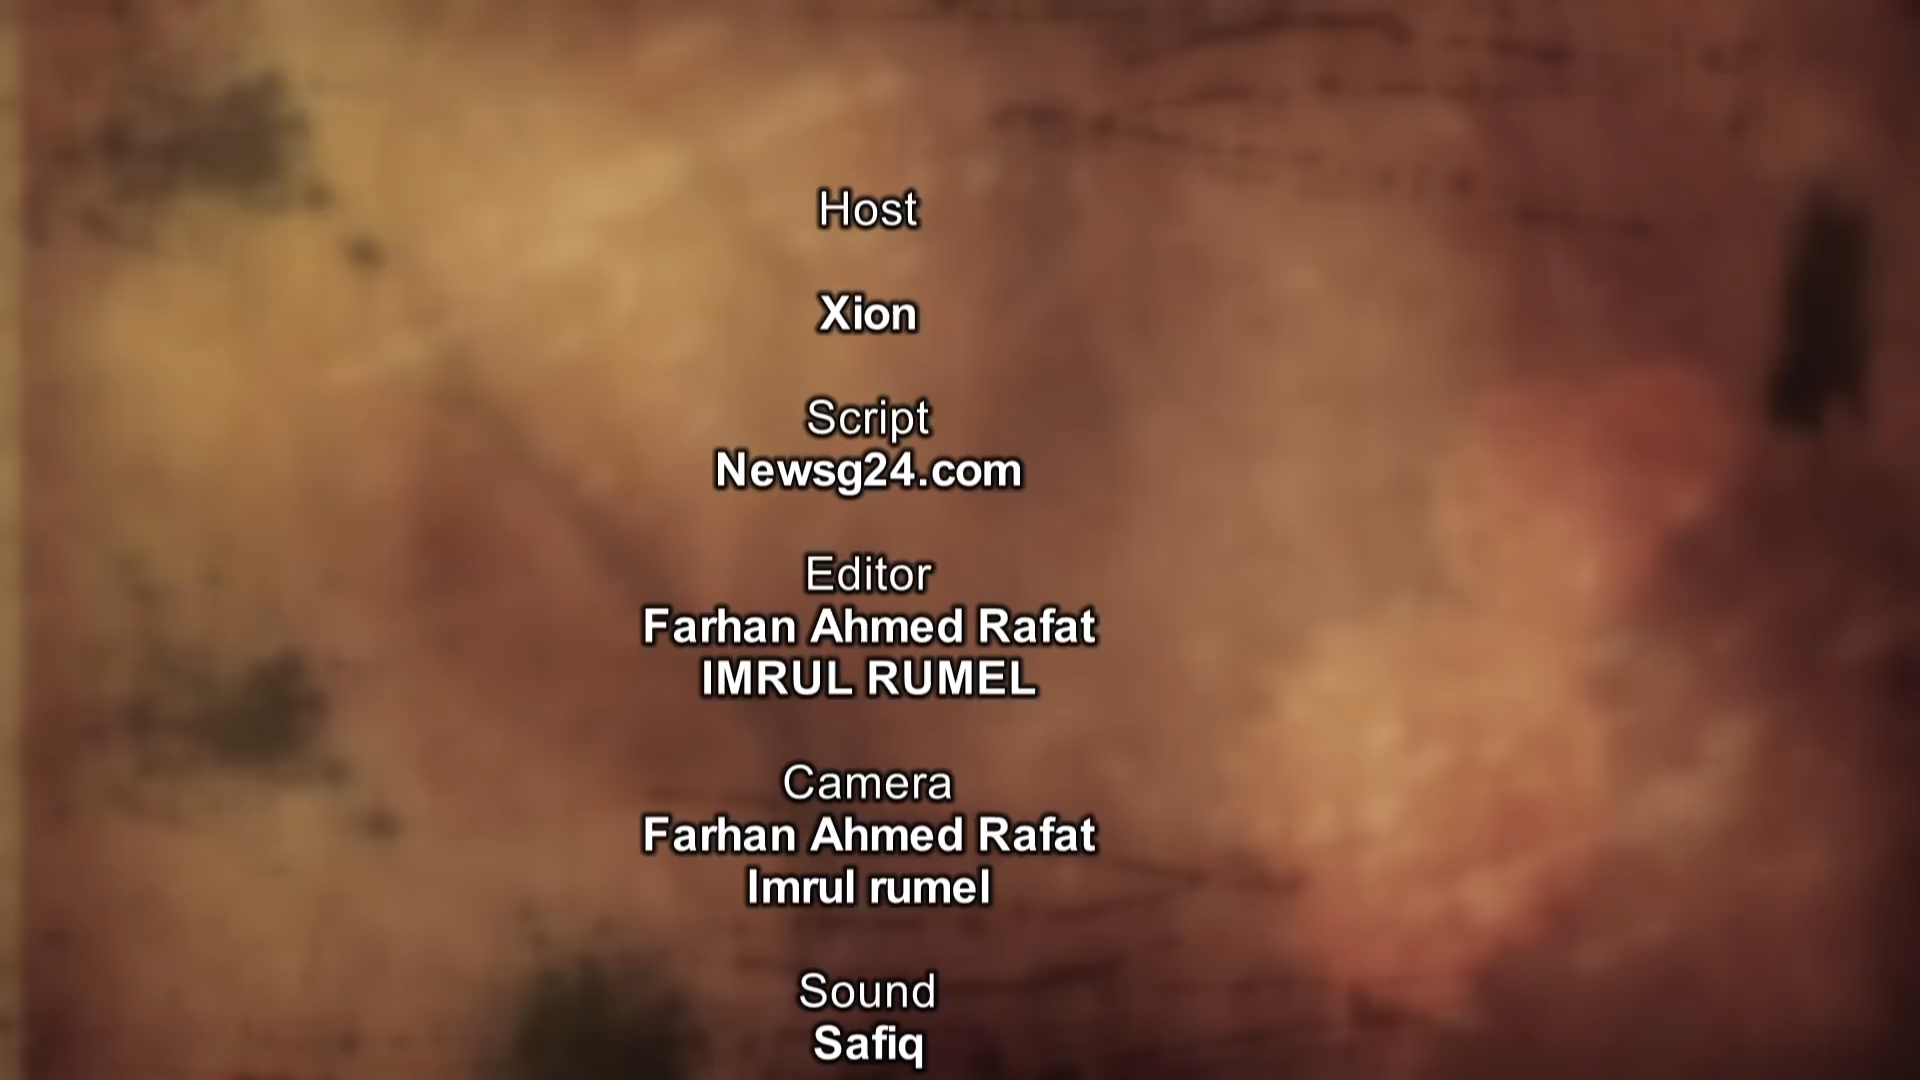 Host
Xion
Script
Newsg24.com
Editor
Farhan Ahmed Rafat
IMRUL RUMEL
Camera
Farhan Ahmed Rafat
Imrul rumel
Sound
Safiq